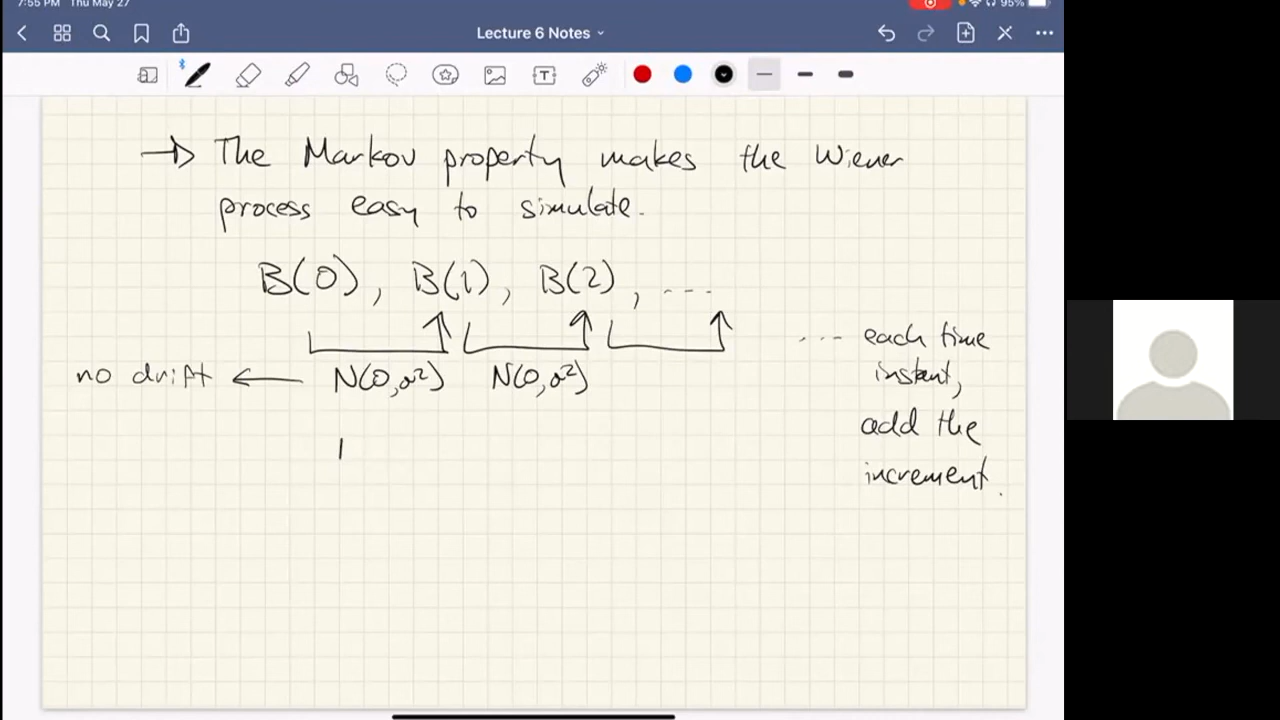 7:55 PM Thu May 27
95%
Lecture 6 Notes
→ The Markov property makes the Wiener
process easy to simulate.
B(0), B(1), B(2), ...
... each time
instant,
add the
increment.
no drift ← N(0,σ²) N(0,σ²)